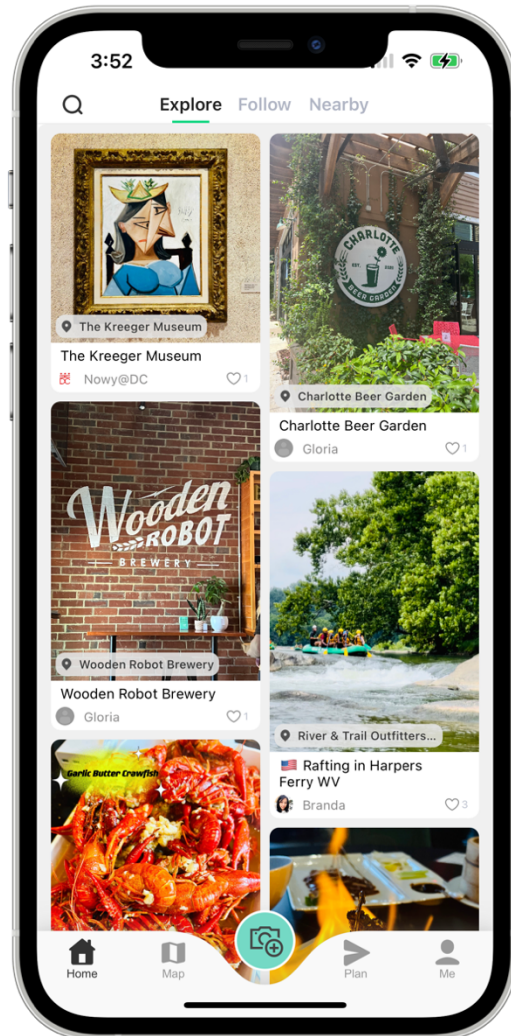 3:52
Explore Follow Nearby
The Kreeger Museum
The Kreeger Museum
Nowy@DC
1
CHARLOTTE
EST.
BEER GARDEN
Charlotte Beer Garden
Charlotte Beer Garden
Gloria
1
Wooden
ROBOT
BREWERY
Wooden Robot Brewery
Wooden Robot Brewery
Gloria
1
River & Trail Outfitters...
🇺🇸 Rafting in Harpers
Ferry WV
Branda
3
Garlic Butter Crawfish
Home
Map
Plan
Me